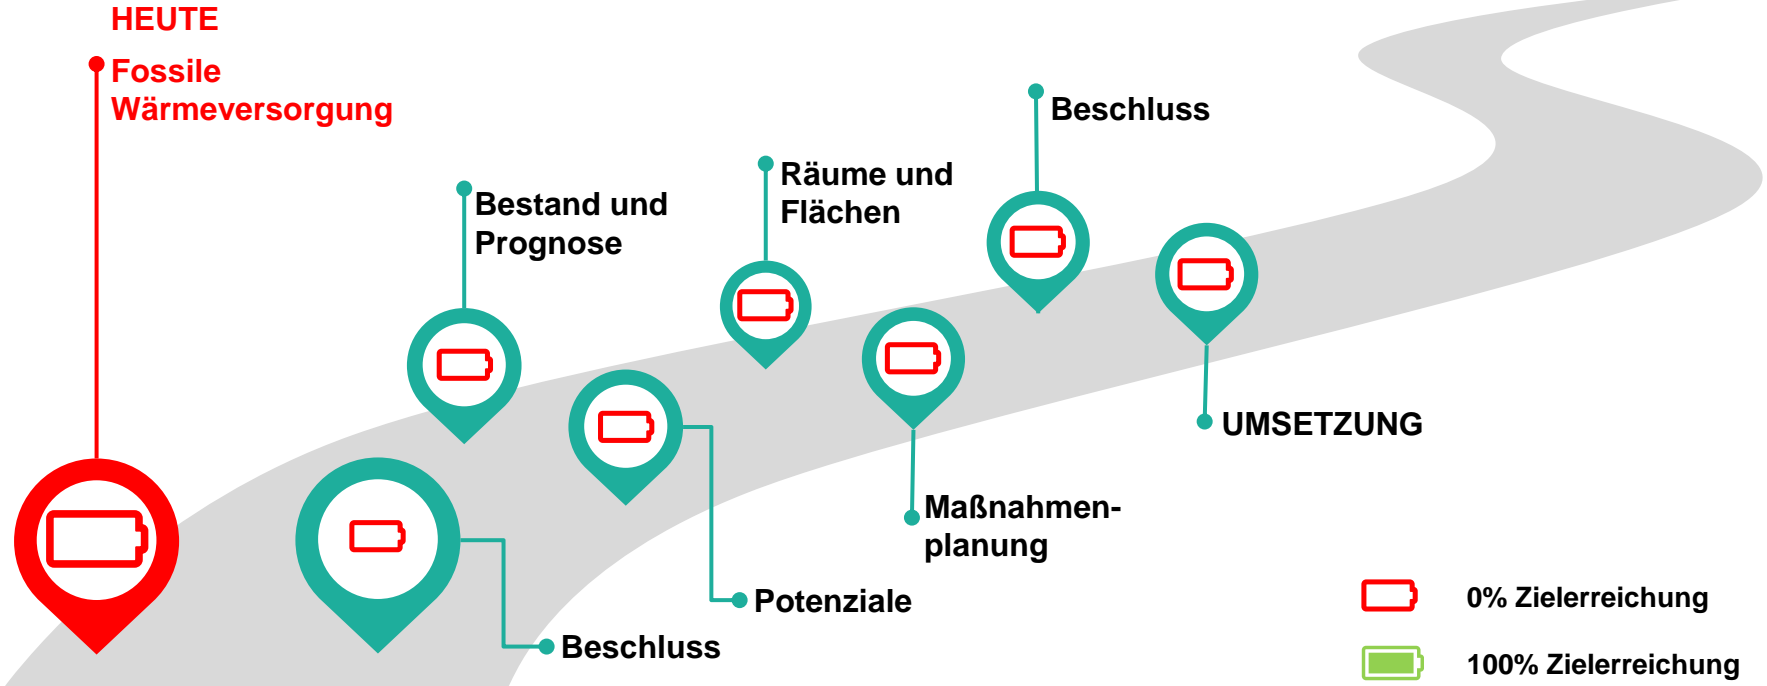 HEUTE
Fossile
Wärmeversorgung
Beschluss
Bestand und
Prognose
Potenziale
Räume und
Flächen
Maßnahmen-
planung
Beschluss
UMSETZUNG
0% Zielerreichung
100% Zielerreichung